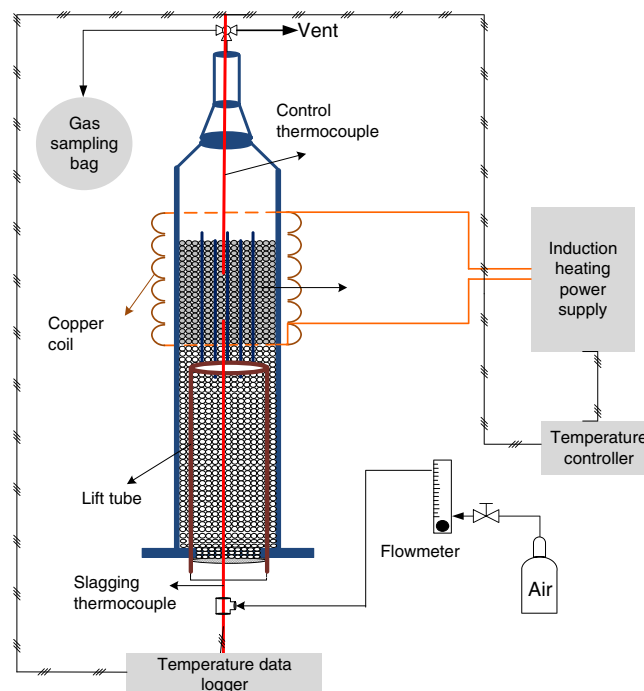 Vent
Gas
sampling
bag
Control
thermocouple
Induction
heating
power
supply
Copper
coil
Temperature
controller
Lift tube
Flowmeter
Air
Slagging
thermocouple
Temperature data
logger